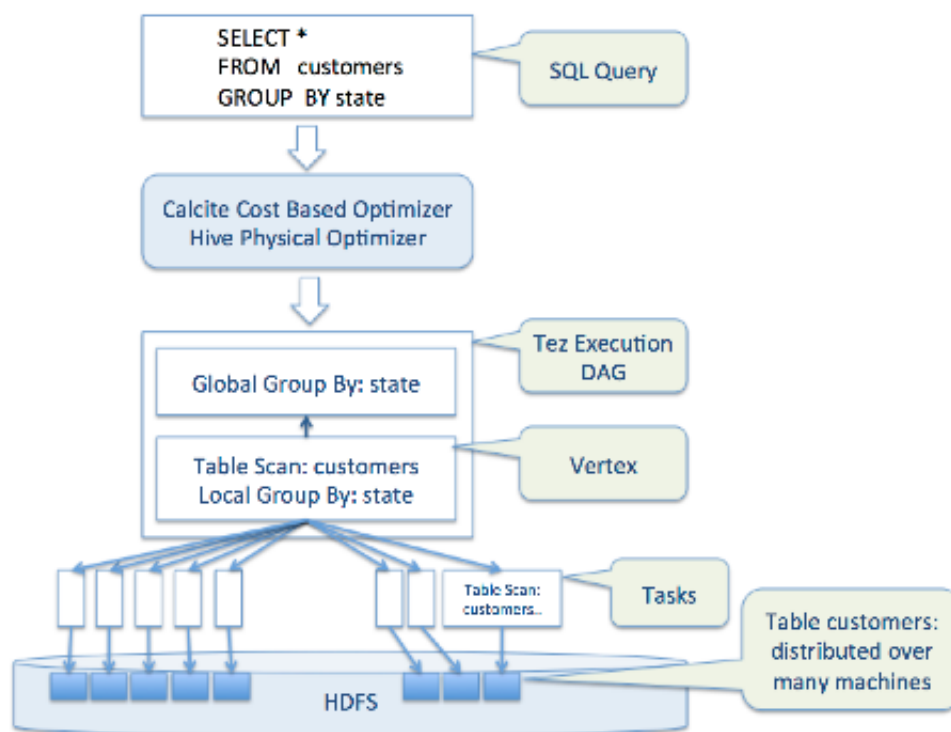 SELECT *
FROM customers
GROUP BY state
SQL Query
Calcite Cost Based Optimizer
Hive Physical Optimizer
Tez Execution
DAG
Global Group By: state
Table Scan: customers
Local Group By: state
Vertex
Table Scan:
customers..
Tasks
Table customers:
distributed over
many machines
HDFS